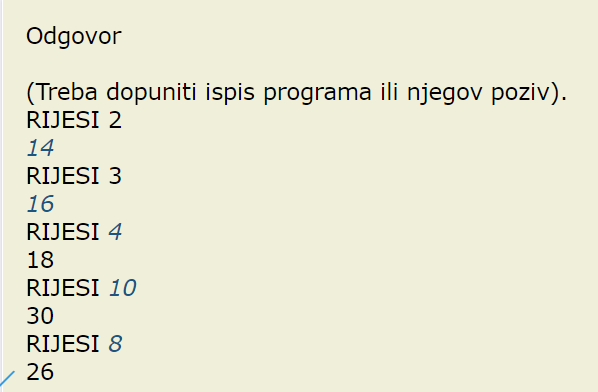 Odgovor
(Treba dopuniti ispis programa ili njegov poziv).
RIJESI 2
14
RIJESI 3
16
RIJESI 4
18
RIJESI 10
30
RIJESI 8
26